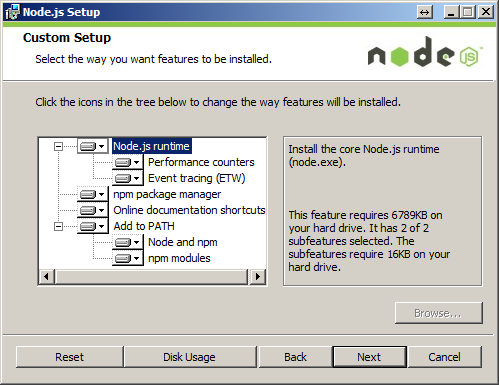 Node.js Setup
Custom Setup
Select the way you want features to be installed.
node JS
Click the icons in the tree below to change the way features will be installed.
Node.js runtime
Performance counters
Event tracing (ETW)
npm package manager
Online documentation shortcuts
Add to PATH
Node and npm
npm modules
Install the core Node.js runtime
(node.exe).
This feature requires 6789KB on
your hard drive. It has 2 of 2
subfeatures selected. The
subfeatures require 16KB on your
hard drive.
Browse...
Reset
Disk Usage
Back
Next
Cancel